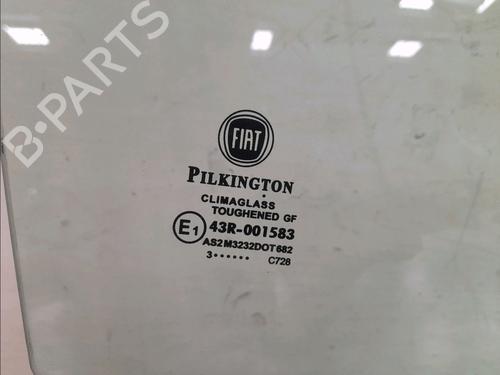 B-PARTS
FIAT
PILKINGTON
CLIMAGLASS
TOUGHENED GF
E1 43R-001583
AS2M3232DOT682
3•••••• C728